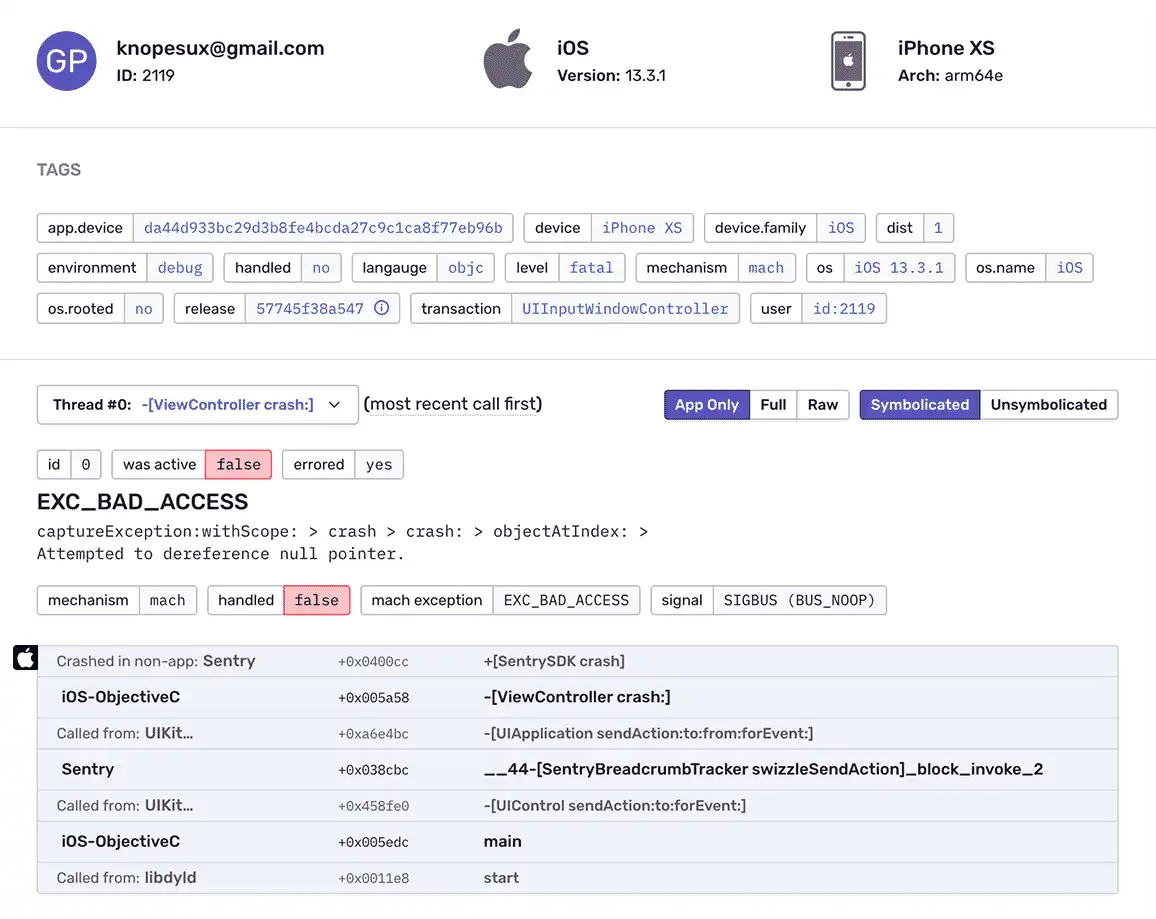 GP knopesux@gmail.com iOS iPhone XS
ID: 2119 Version: 13.3.1 Arch: arm64e
TAGS
app.device da44d933bc29d3b8fe4bcda27c9c1ca8f77eb96b device iPhone XS device.family iOS dist 1
environment debug handled no langauge objc level fatal mechanism mach os iOS 13.3.1 os.name iOS
os.rooted no release 57745f38a547 transaction UIInputWindowController user id:2119
Thread #0: -[ViewController crash:] (most recent call first) App Only Full Raw Symbolicated Unsymbolicated
id 0 was active false errored yes
EXC_BAD_ACCESS
captureException:withScope: > crash > crash: > objectAtIndex: >
Attempted to dereference null pointer.
mechanism mach handled false mach exception EXC_BAD_ACCESS signal SIGBUS (BUS_NOOP)
Crashed in non-app: Sentry +0x0400cc +[SentrySDK crash]
iOS-ObjectiveC +0x005a58 -[ViewController crash:]
Called from: UIKit... +0xa6e4bc -[UIApplication sendAction:to:from:forEvent:]
Sentry +0x038cbc __44-[SentryBreadcrumbTracker swizzleSendAction]_block_invoke_2
Called from: UIKit... +0x458fe0 -[UIControl sendAction:to:forEvent:]
iOS-ObjectiveC +0x005edc main
Called from: libdyld +0x0011e8 start